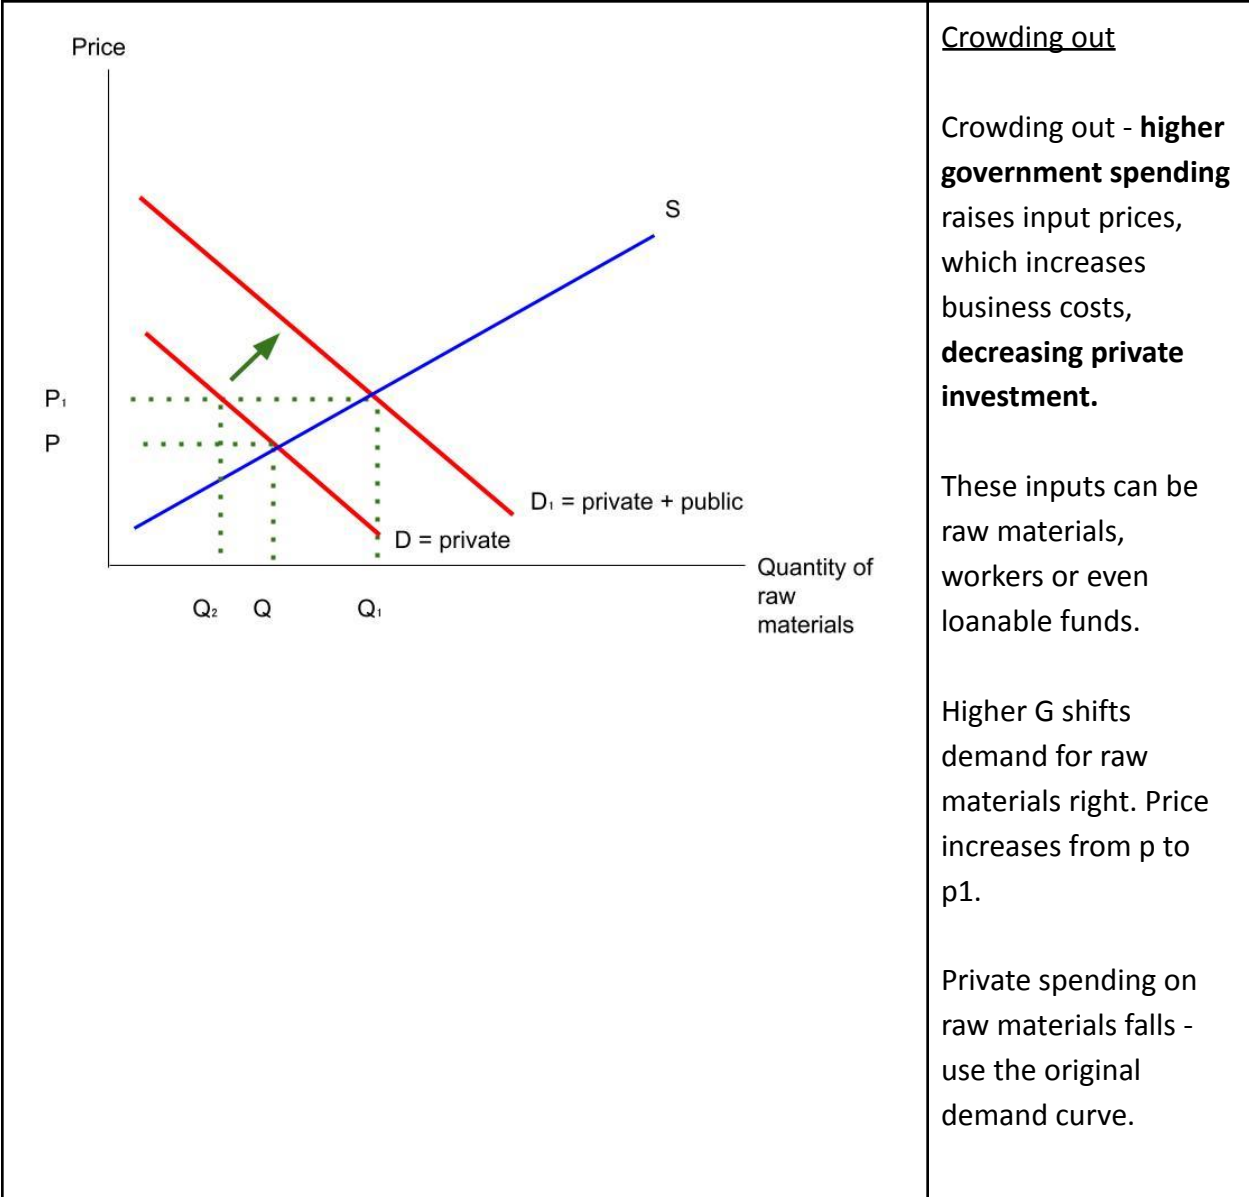 Price
S
P₁
P
D₁ = private + public
D = private
Quantity of
raw
materials
Q₂ Q Q₁
Crowding out
Crowding out - higher
government spending
raises input prices,
which increases
business costs,
decreasing private
investment.
These inputs can be
raw materials,
workers or even
loanable funds.
Higher G shifts
demand for raw
materials right. Price
increases from p to
p1.
Private spending on
raw materials falls -
use the original
demand curve.